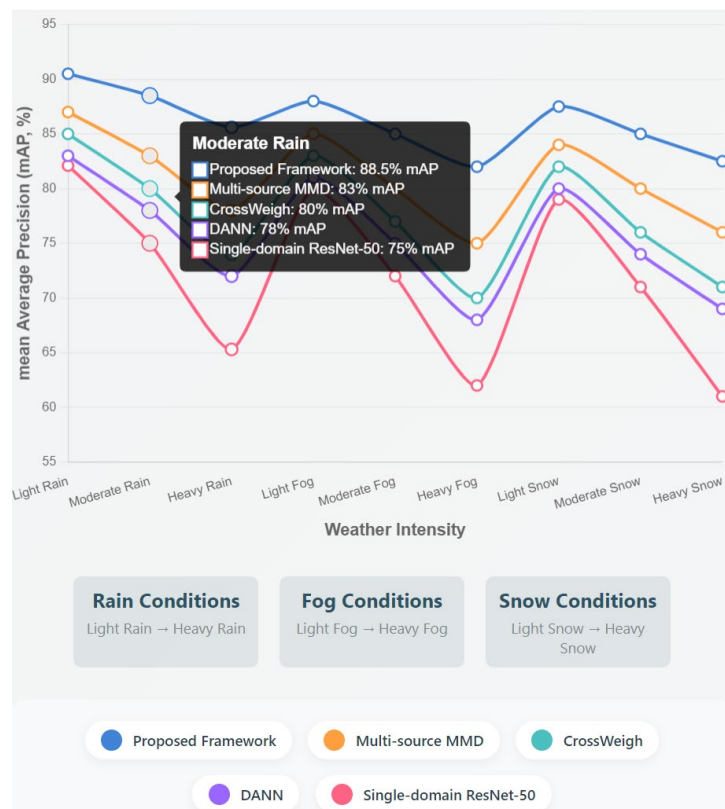 95
90
85
80
75
70
65
60
55
mean Average Precision (mAP, %)
Moderate Rain
Proposed Framework: 88.5% mAP
Multi-source MMD: 83% mAP
CrossWeigh: 80% mAP
DANN: 78% mAP
Single-domain ResNet-50: 75% mAP
Light Rain
Moderate Rain
Heavy Rain
Light Fog
Moderate Fog
Heavy Fog
Light Snow
Moderate Snow
Heavy Snow
Weather Intensity
Rain Conditions
Light Rain → Heavy Rain
Fog Conditions
Light Fog → Heavy Fog
Snow Conditions
Light Snow → Heavy
Snow
Proposed Framework
Multi-source MMD
CrossWeigh
DANN
Single-domain ResNet-50